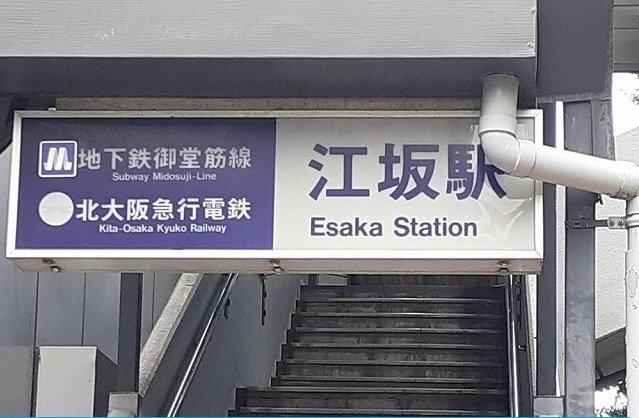 地下鉄御堂筋線
Subway Midosuji-Line
北大阪急行電鉄
Kita-Osaka Kyuko Railway
江坂駅
Esaka Station